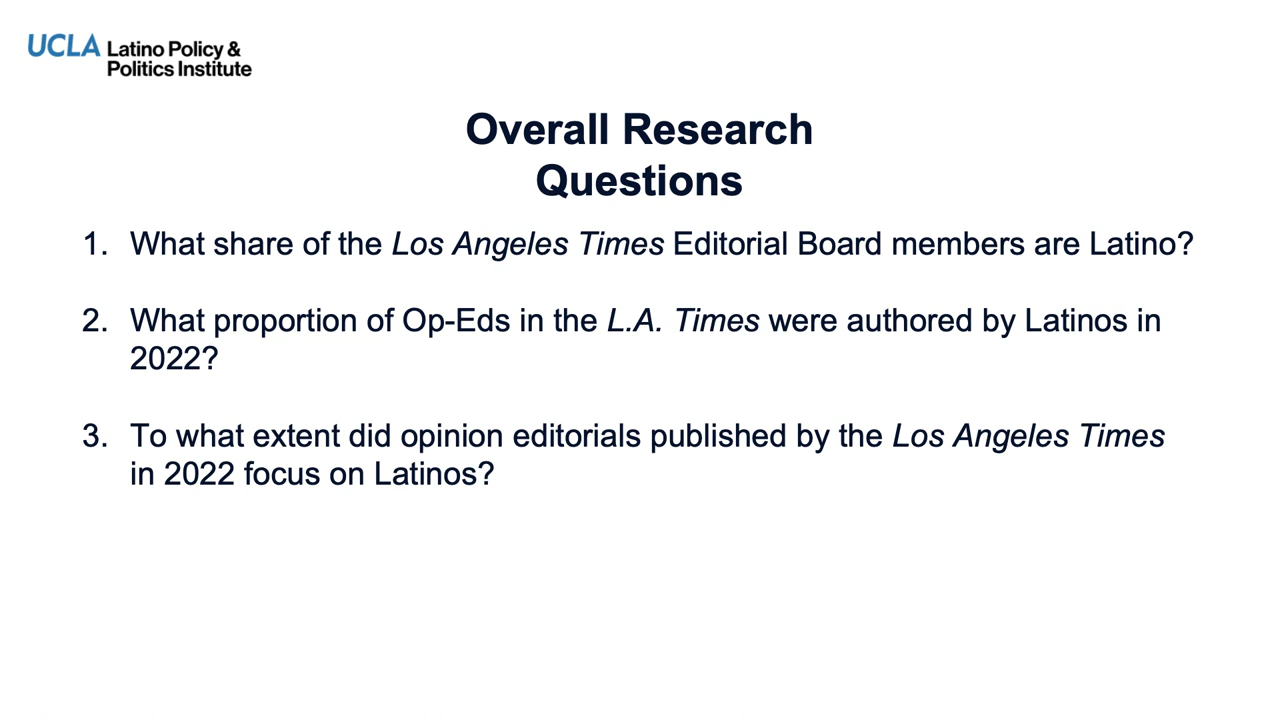 UCLA Latino Policy &
Politics Institute
Overall Research
Questions
1. What share of the Los Angeles Times Editorial Board members are Latino?
2. What proportion of Op-Eds in the L.A. Times were authored by Latinos in
2022?
3. To what extent did opinion editorials published by the Los Angeles Times
in 2022 focus on Latinos?